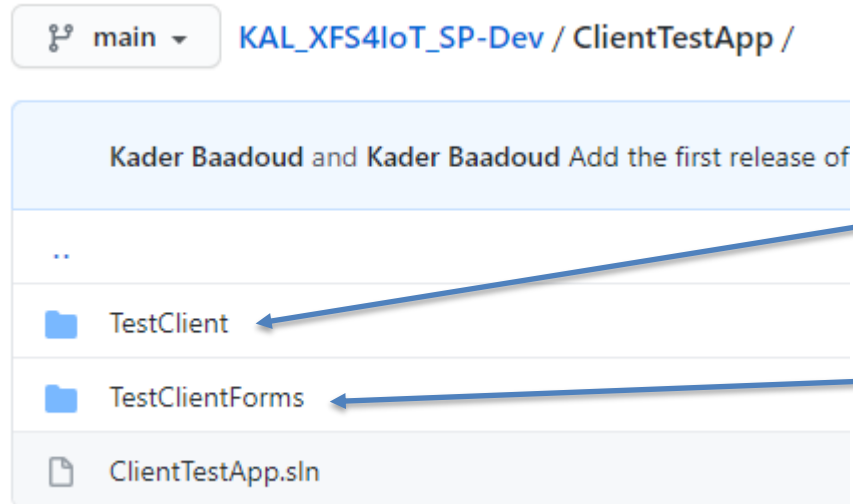 main KAL_XFS4IoT_SP-Dev / ClientTestApp /
Kader Baadoud and Kader Baadoud Add the first release of
..
TestClient
TestClientForms
ClientTestApp.sln